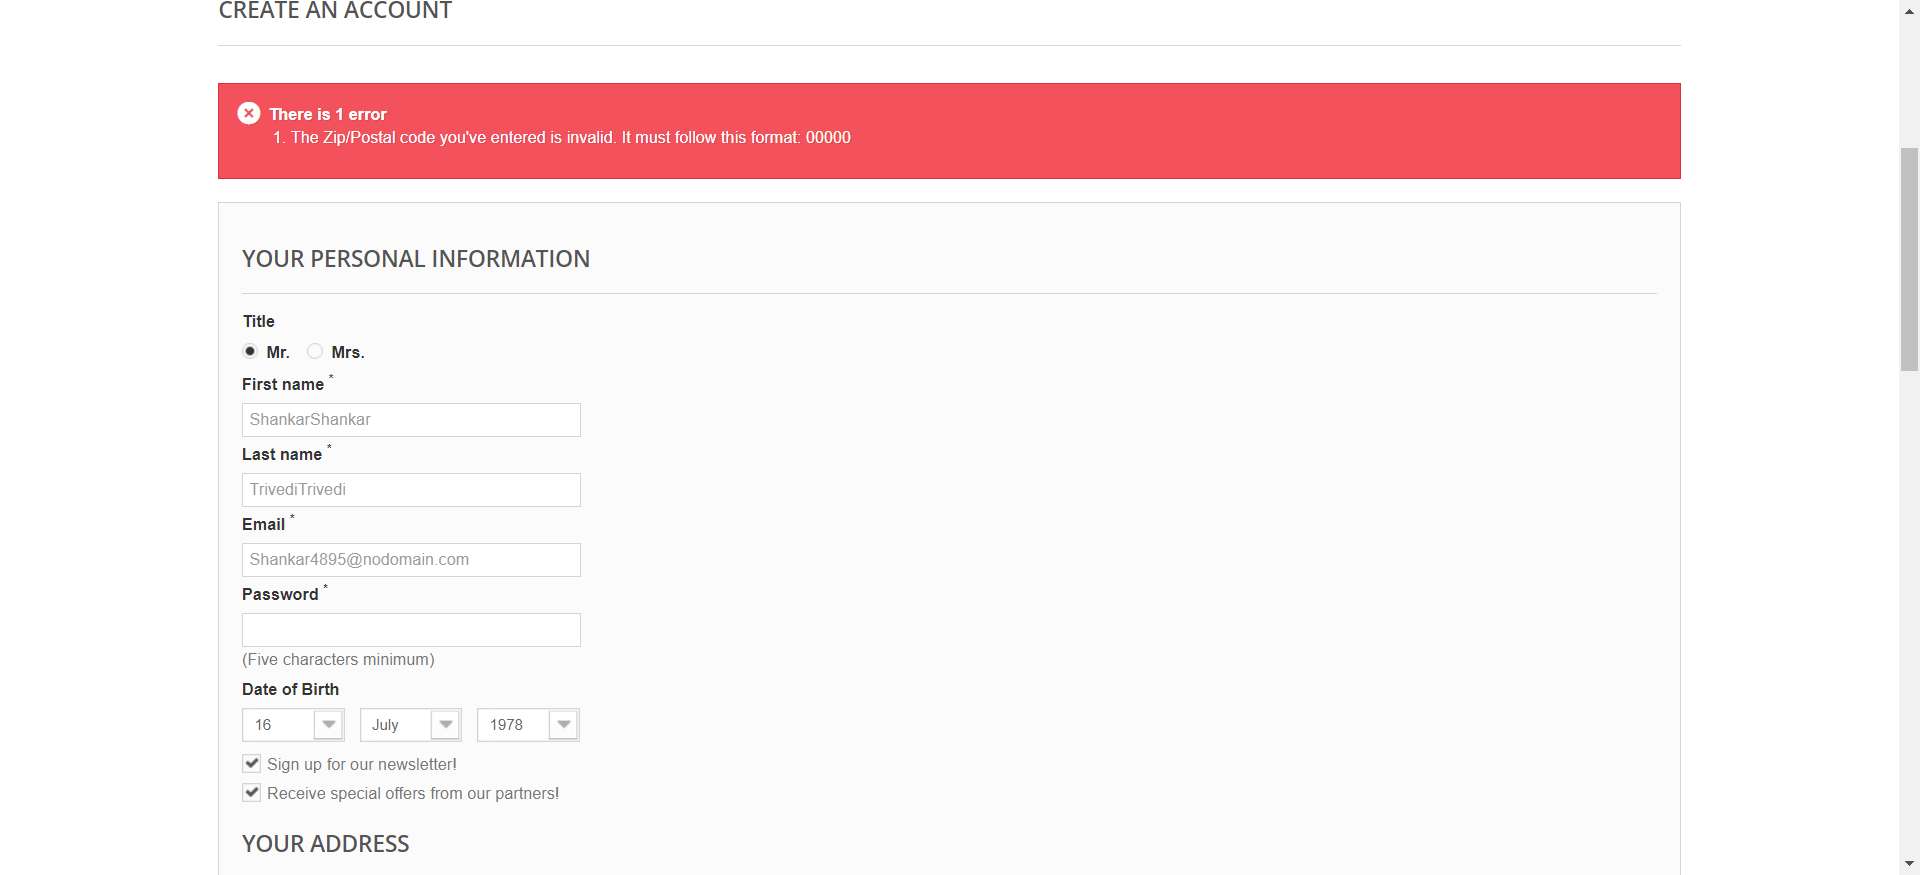 CREATE AN ACCOUNT
There is 1 error
1. The Zip/Postal code you've entered is invalid. It must follow this format: 00000
YOUR PERSONAL INFORMATION
Title
Mr. Mrs.
First name *
ShankarShankar
Last name *
TrivediTrivedi
Email *
Shankar4895@nodomain.com
Password *
(Five characters minimum)
Date of Birth
16 July 1978
Sign up for our newsletter!
Receive special offers from our partners!
YOUR ADDRESS